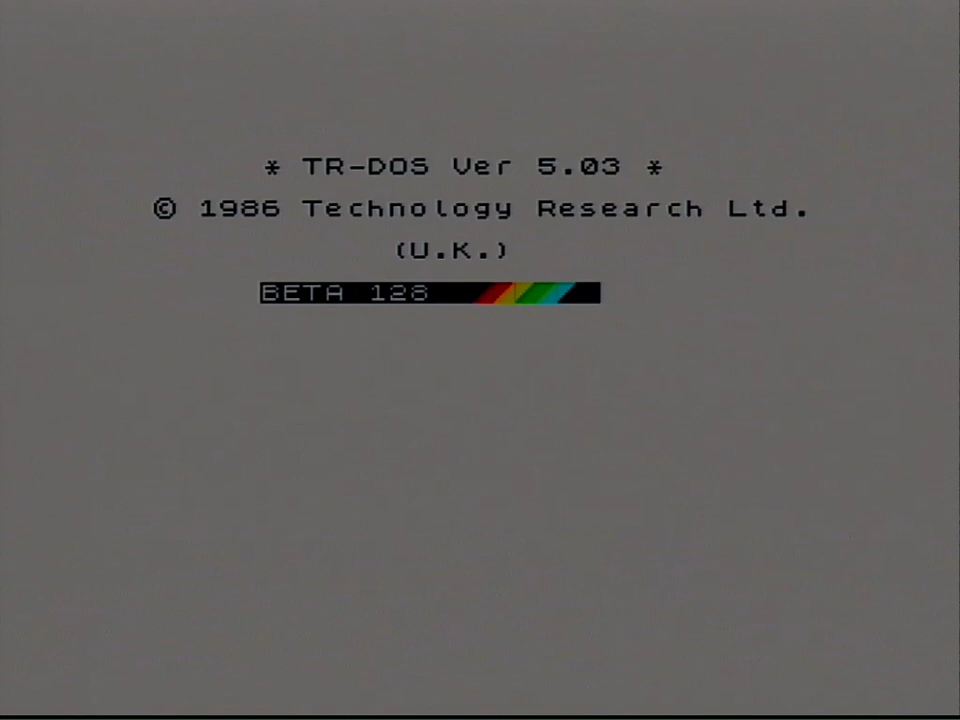 * TR-DOS Ver 5.03 *
© 1986 Technology Research Ltd.
(U.K.)
BETA 128